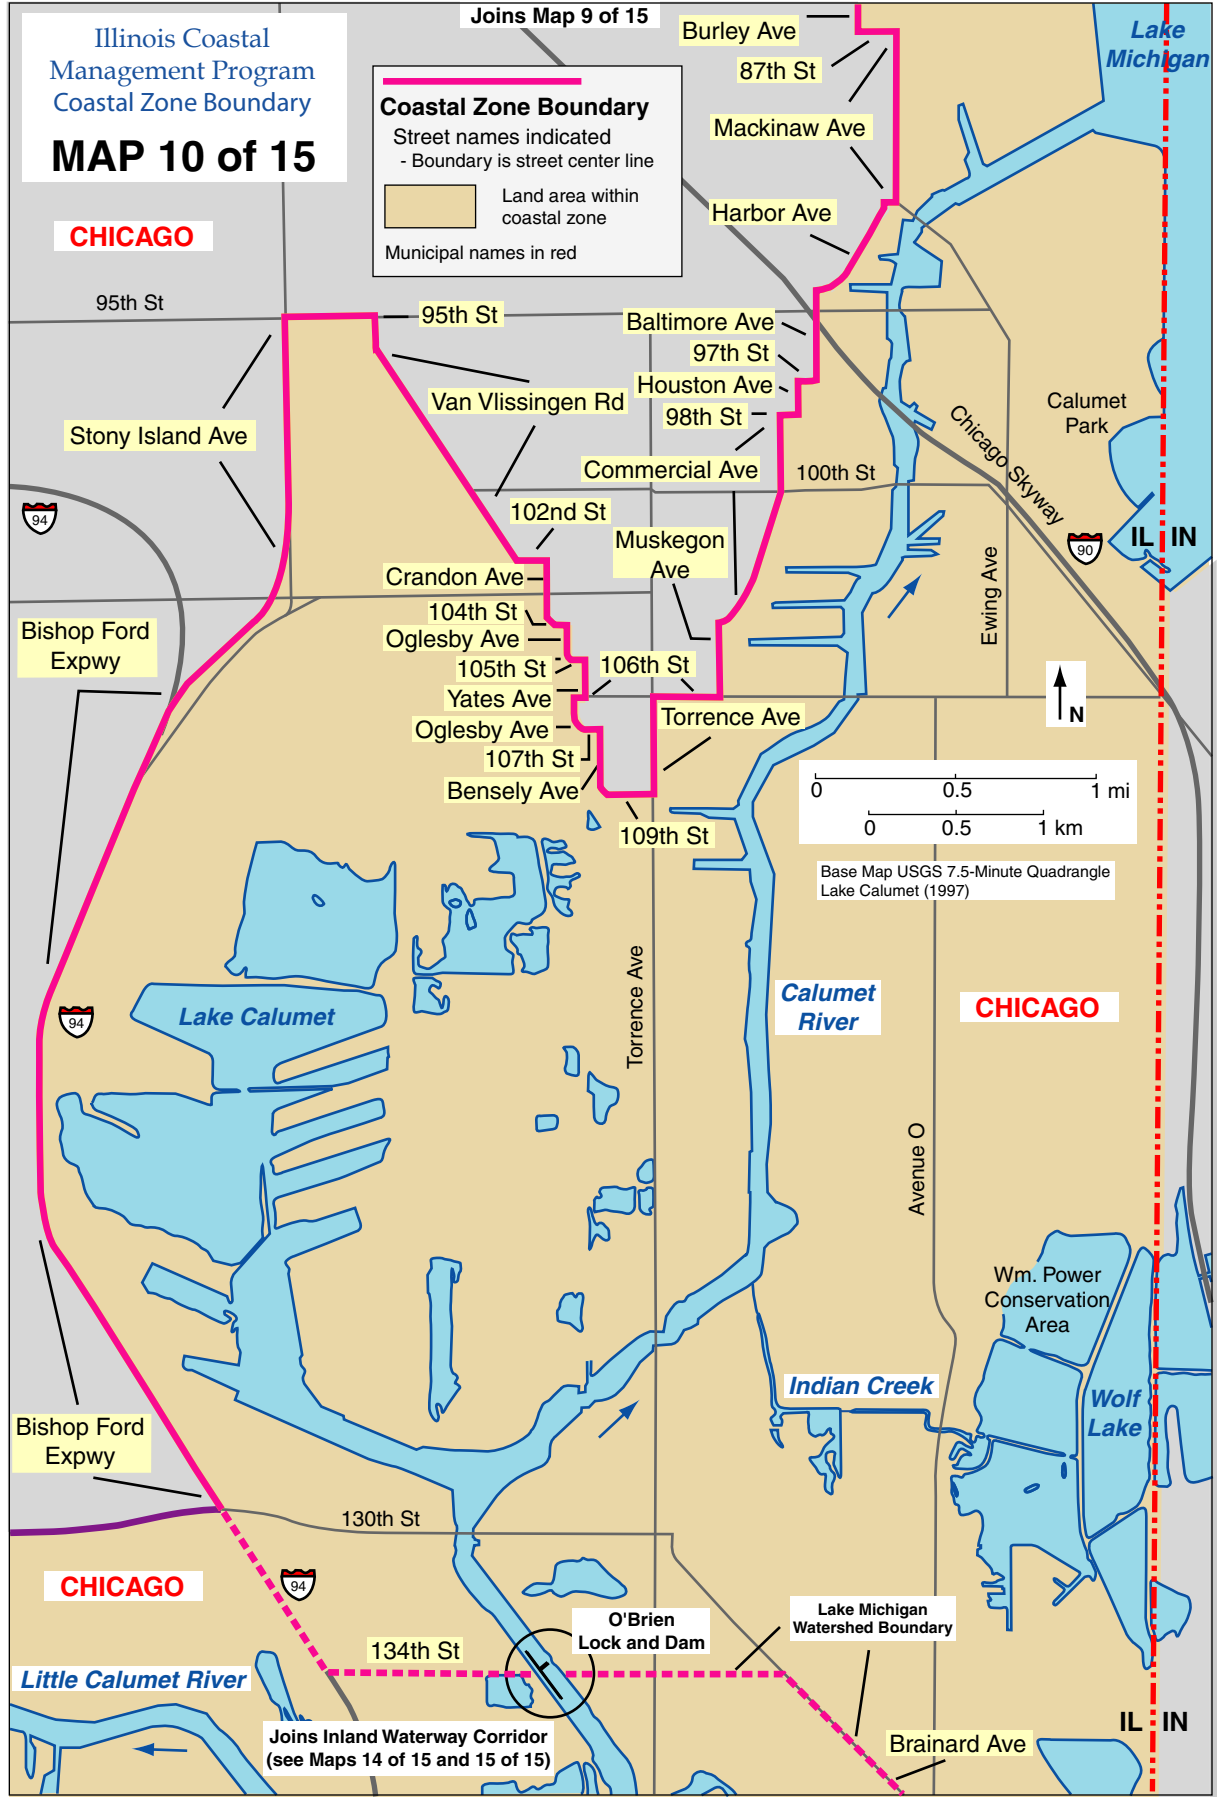 Joins Map 9 of 15
Illinois Coastal
Management Program
Coastal Zone Boundary
MAP 10 of 15
Coastal Zone Boundary
Street names indicated
- Boundary is street center line
Land area within
coastal zone
Municipal names in red
Burley Ave
87th St
Mackinaw Ave
Harbor Ave
Lake
Michigan
CHICAGO
95th St
95th St
Baltimore Ave
97th St
Houston Ave
98th St
Commercial Ave
Van Vlissingen Rd
Stony Island Ave
Calumet
Park
Chicago Skyway
100th St
94
102nd St
Muskegon
Ave
IL
IN
90
Ewing Ave
Crandon Ave
104th St
Oglesby Ave
105th St
106th St
Yates Ave
Oglesby Ave
107th St
Bensely Ave
Torrence Ave
109th St
Bishop Ford
Expwy
N
0
0.5
1 mi
0
0.5
1 km
Base Map USGS 7.5-Minute Quadrangle
Lake Calumet (1997)
Lake Calumet
94
Torrence Ave
Calumet
River
CHICAGO
Avenue O
Wm. Power
Conservation
Area
Indian Creek
Wolf
Lake
Bishop Ford
Expwy
130th St
CHICAGO
94
O'Brien
Lock and Dam
Lake Michigan
Watershed Boundary
134th St
Little Calumet River
Joins Inland Waterway Corridor
(see Maps 14 of 15 and 15 of 15)
Brainard Ave
IL
IN